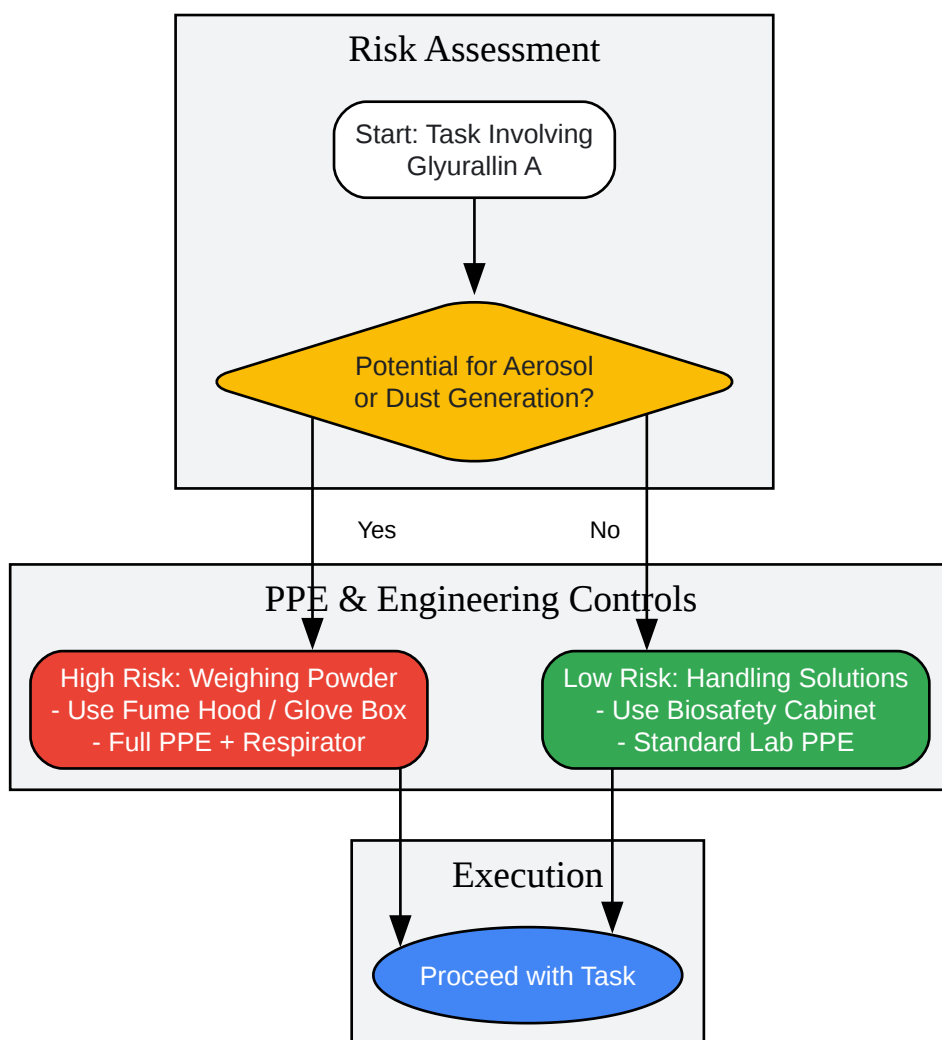 Risk Assessment
Start: Task Involving
Glyurallin A
Potential for Aerosol
or Dust Generation?
Yes
No
PPE & Engineering Controls
High Risk: Weighing Powder
- Use Fume Hood / Glove Box
- Full PPE + Respirator
Low Risk: Handling Solutions
- Use Biosafety Cabinet
- Standard Lab PPE
Execution
Proceed with Task